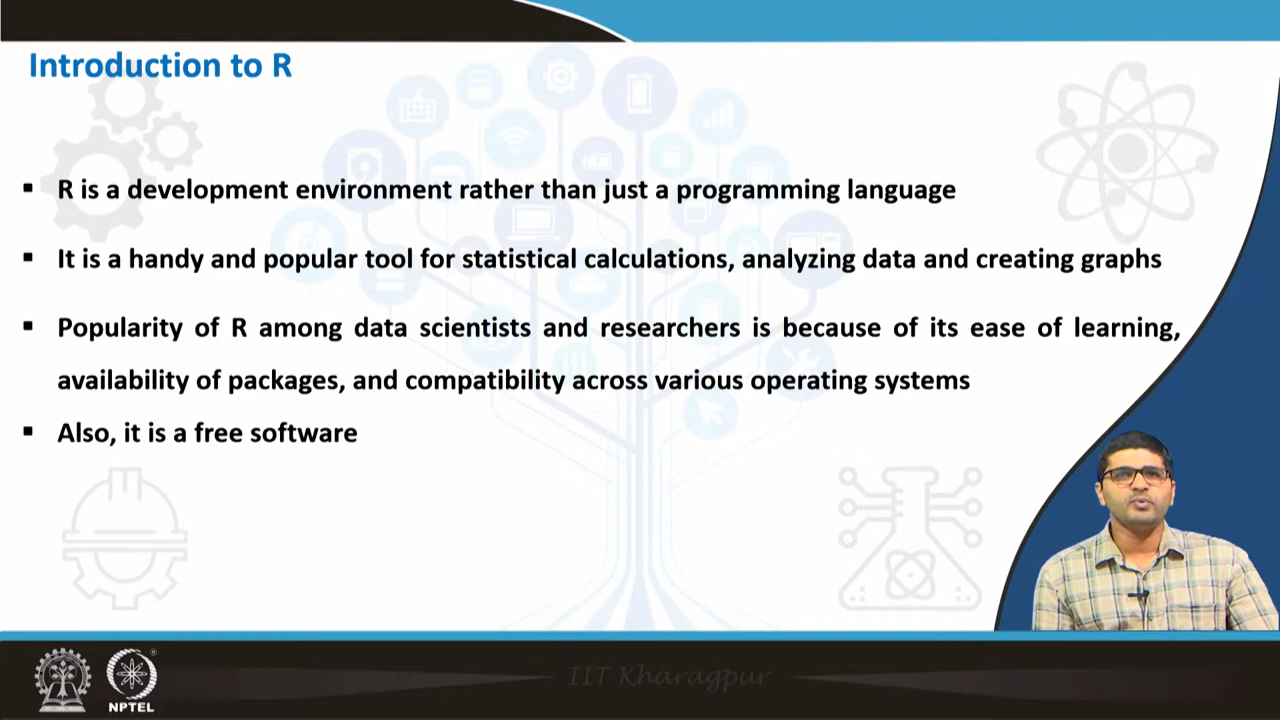 Introduction to R
▪ R is a development environment rather than just a programming language
▪ It is a handy and popular tool for statistical calculations, analyzing data and creating graphs
▪ Popularity of R among data scientists and researchers is because of its ease of learning,
availability of packages, and compatibility across various operating systems
▪ Also, it is a free software
IIT Kharagpur
NPTEL